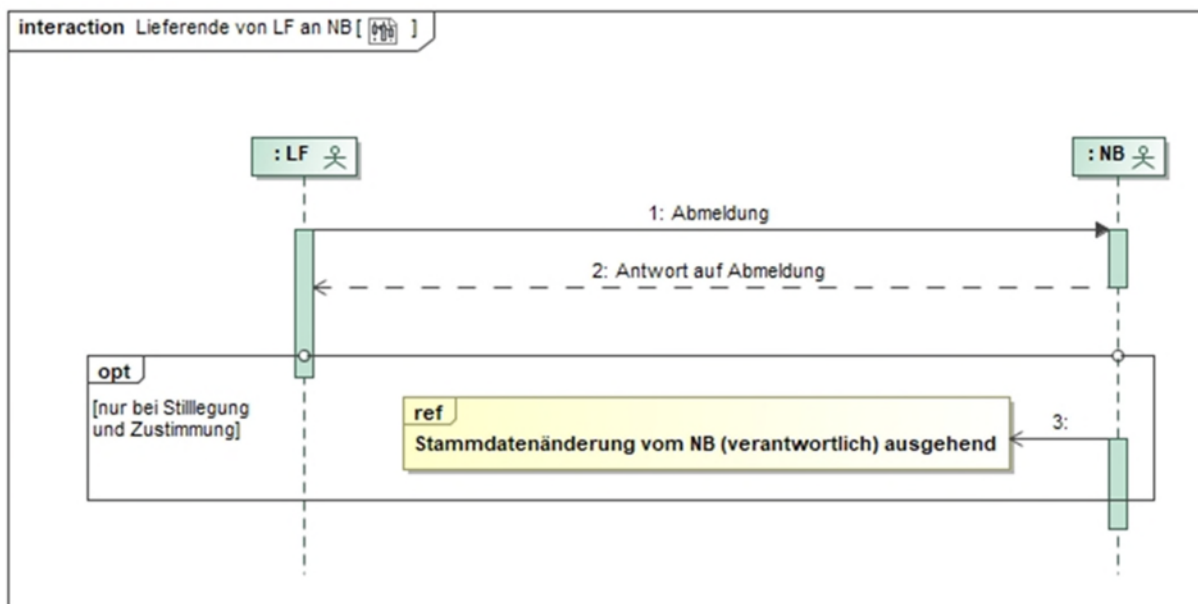 interaction Lieferende von LF an NB [ ]
: LF
: NB
1: Abmeldung
2: Antwort auf Abmeldung
opt
[nur bei Stilllegung
und Zustimmung]
ref
Stammdatenänderung vom NB (verantwortlich) ausgehend
3: